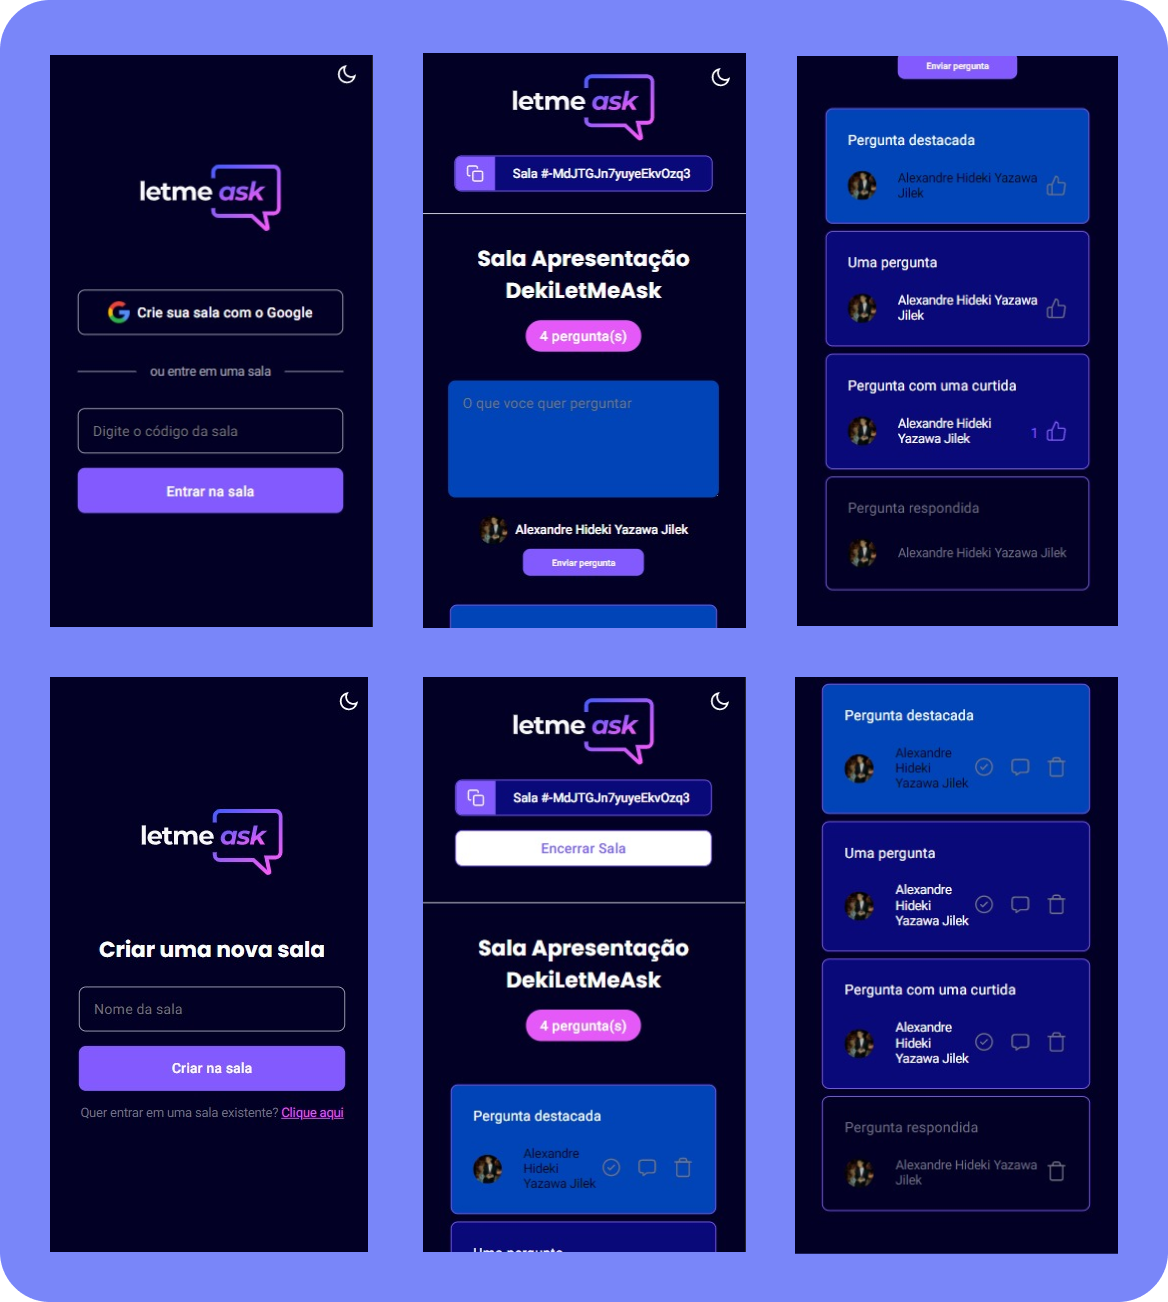 letme ask
Crie sua sala com o Google
ou entre em uma sala
Digite o código da sala
Entrar na sala
letme ask
Sala #-MdJTGJn7yuyeEkvOzq3
Sala Apresentação
DekiLetMeAsk
4 pergunta(s)
O que voce quer perguntar
Alexandre Hideki Yazawa Jilek
Enviar pergunta
Enviar pergunta
Pergunta destacada
Alexandre Hideki Yazawa
Jilek
Uma pergunta
Alexandre Hideki Yazawa
Jilek
Pergunta com uma curtida
Alexandre Hideki
Yazawa Jilek
1
Pergunta respondida
Alexandre Hideki Yazawa Jilek
letme ask
Criar uma nova sala
Nome da sala
Criar na sala
Quer entrar em uma sala existente? Clique aqui
letme ask
Sala #-MdJTGJn7yuyeEkvOzq3
Encerrar Sala
Sala Apresentação
DekiLetMeAsk
4 pergunta(s)
Pergunta destacada
Alexandre
Hideki
Yazawa Jilek
Uma pergunta
Pergunta destacada
Alexandre
Hideki
Yazawa Jilek
Uma pergunta
Alexandre
Hideki
Yazawa Jilek
Pergunta com uma curtida
Alexandre
Hideki
Yazawa Jilek
Pergunta respondida
Alexandre Hideki Yazawa
Jilek